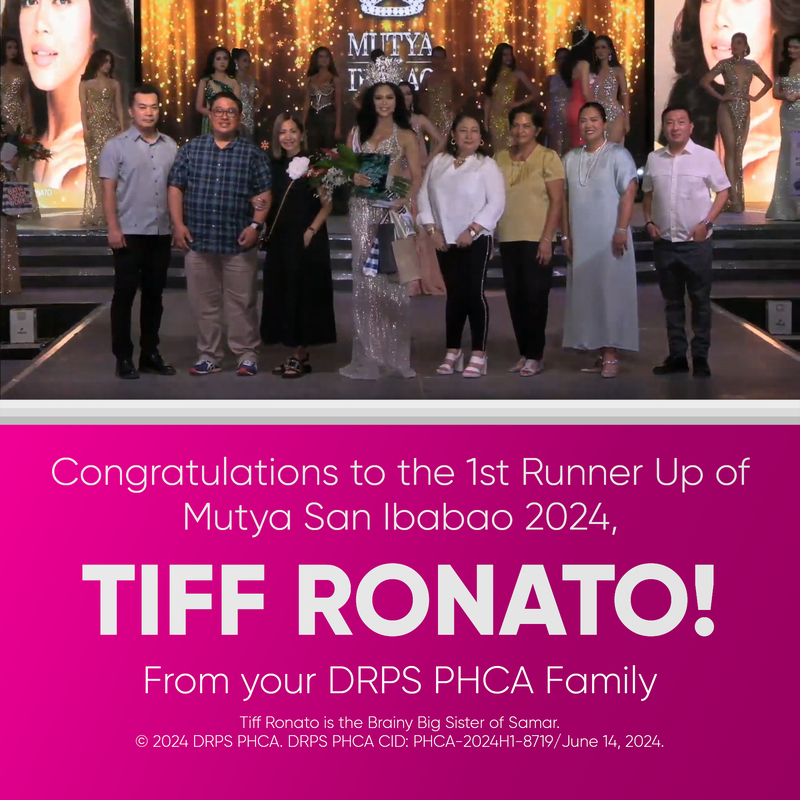 MUTYA
Congratulations to the 1st Runner Up of
Mutya San Ibabao 2024,
TIFF RONATO!
From your DRPS PHCA Family
Tiff Ronato is the Brainy Big Sister of Samar.
© 2024 DRPS PHCA. DRPS PHCA CID: PHCA-2024H1-8719/June 14, 2024.